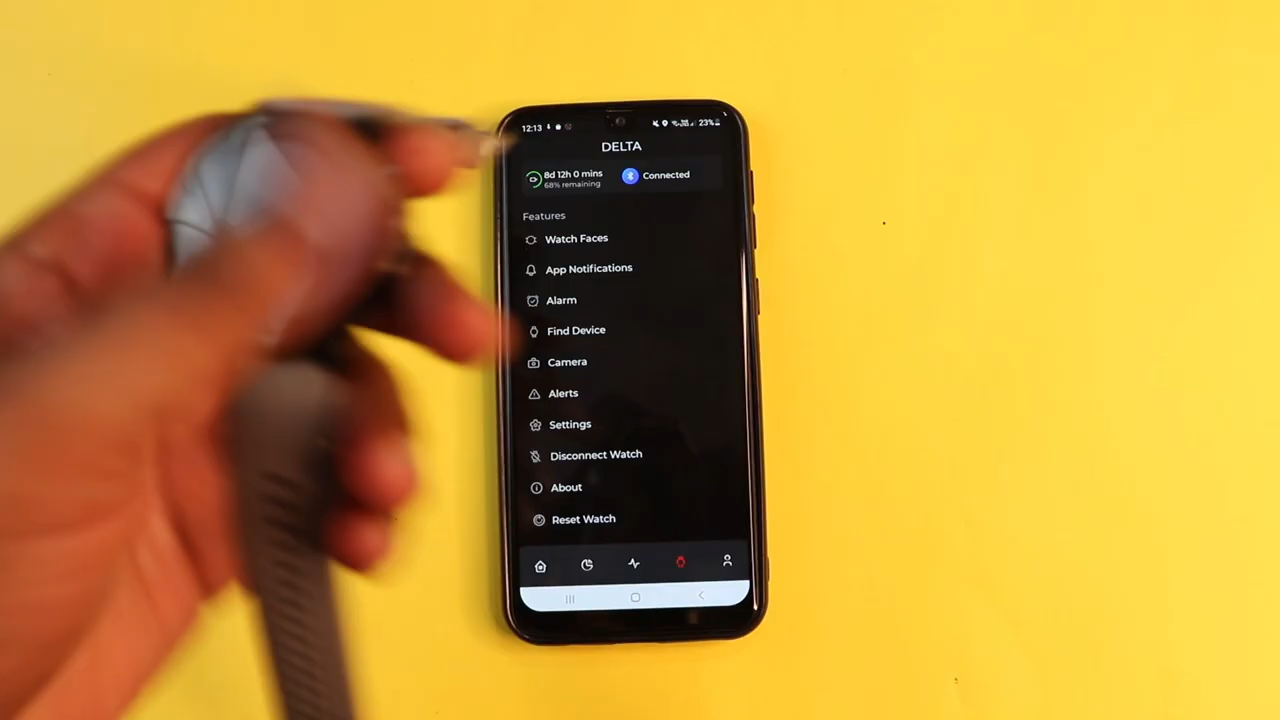 12:13
23%
DELTA
8d 12h 0 mins
68% remaining
Connected
Features
Watch Faces
App Notifications
Alarm
Find Device
Camera
Alerts
Settings
Disconnect Watch
About
Reset Watch